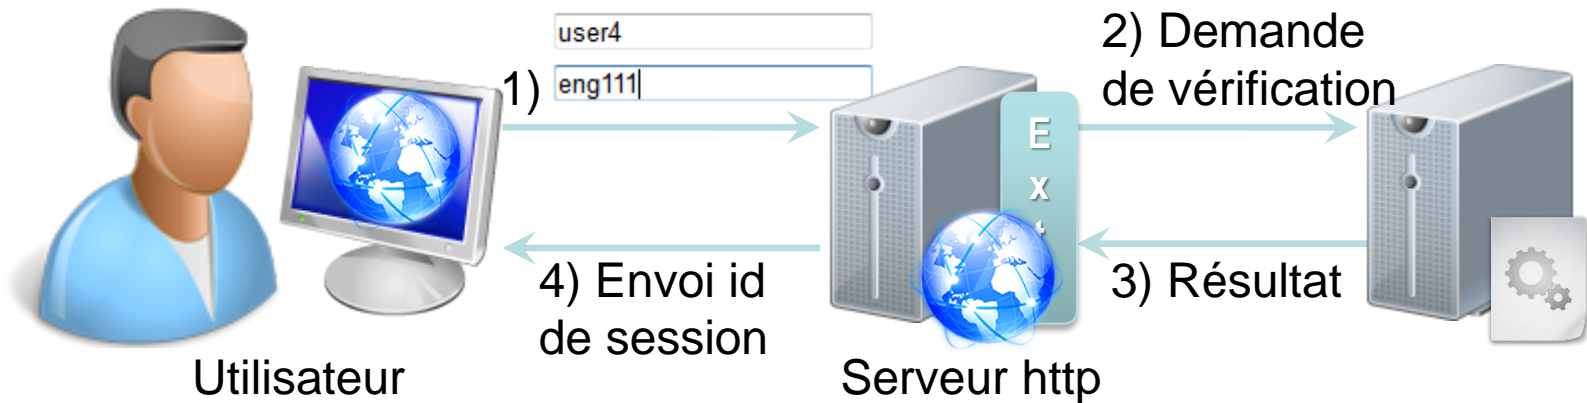 user4
1) eng111
2) Demande
de vérification
E
x
4) Envoi id
de session
3) Résultat
Utilisateur
Serveur http